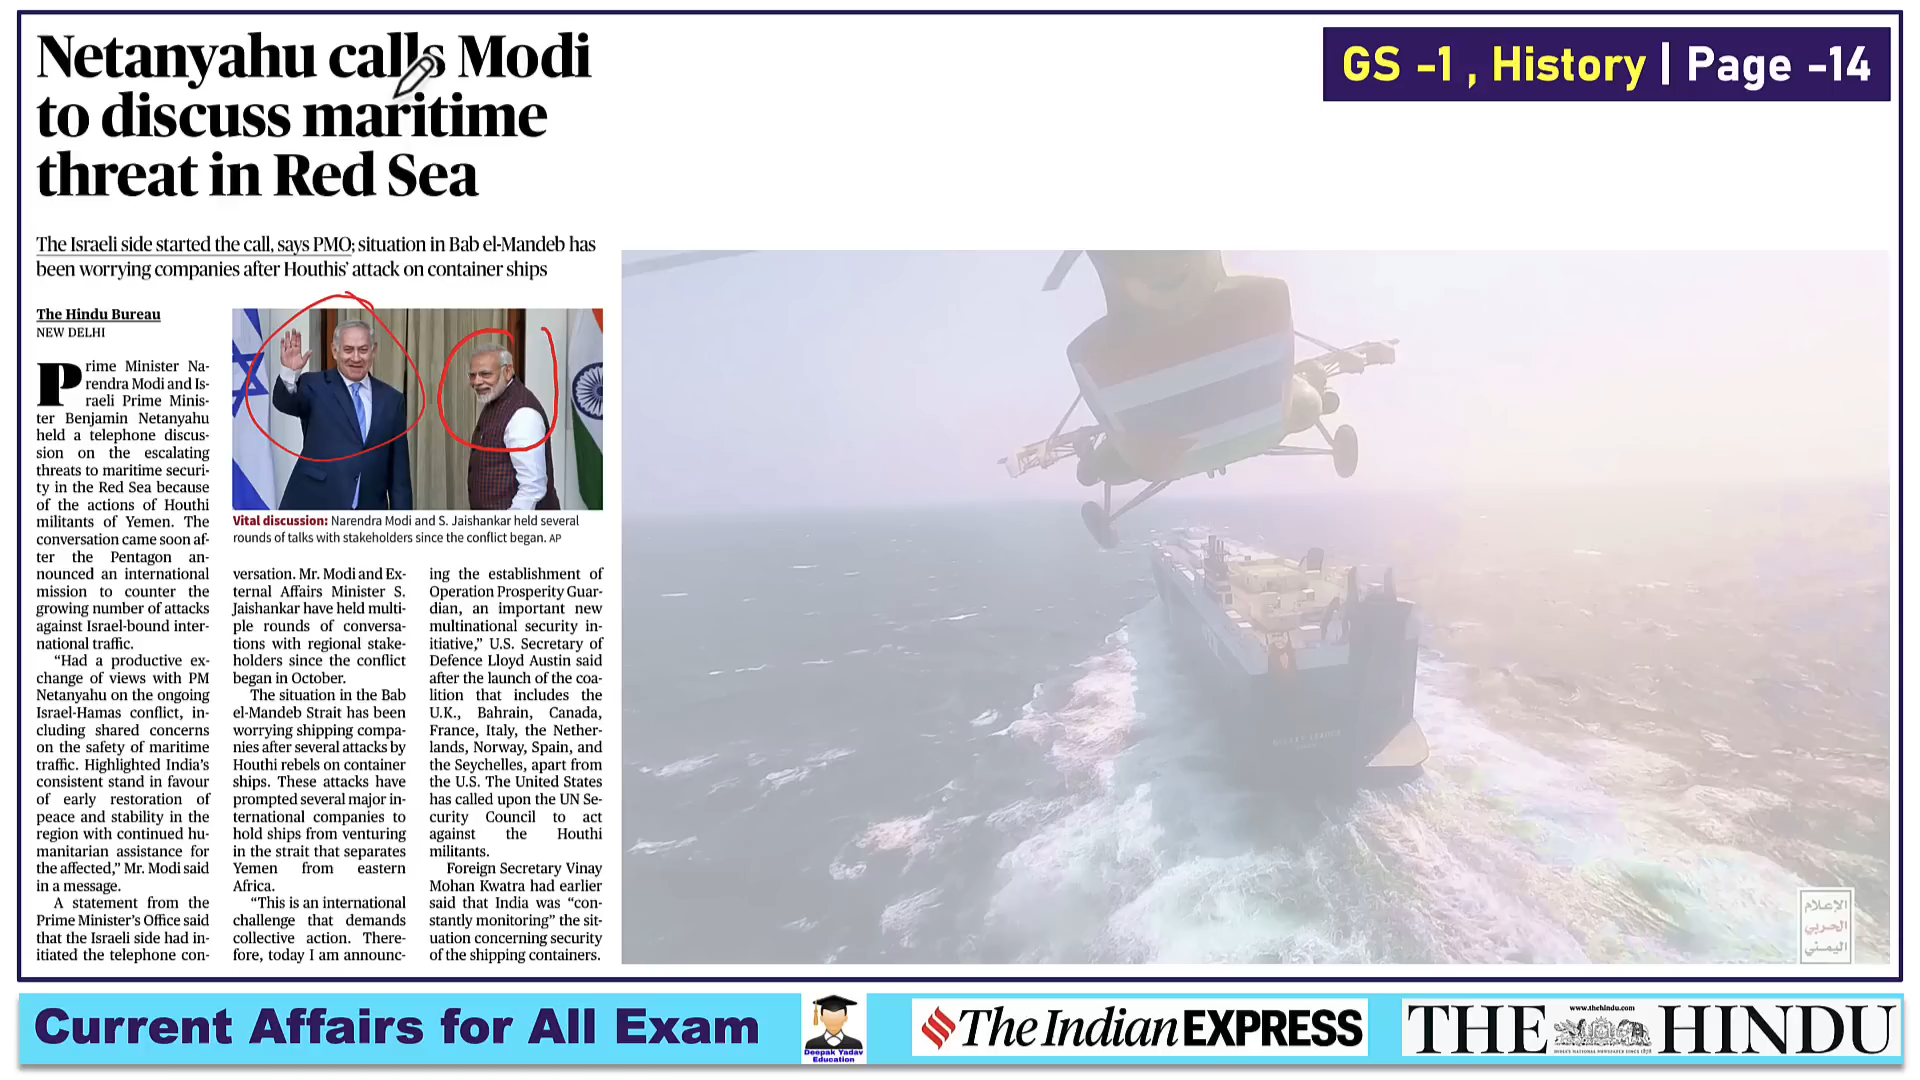 Netanyahu calls Modi
to discuss maritime
threat in Red Sea
GS -1 , History | Page -14
The Israeli side started the call, says PMO; situation in Bab el-Mandeb has
been worrying companies after Houthis' attack on container ships
The Hindu Bureau
NEW DELHI
Prime Minister Na-
rendra Modi and Is-
raeli Prime Minis-
ter Benjamin Netanyahu
held a telephone discus-
sion on the escalating
threats to maritime securi-
ty in the Red Sea because
of the actions of Houthi
militants of Yemen. The
conversation came soon af-
ter the Pentagon an-
nounced an international
mission to counter the
growing number of attacks
against Israel-bound inter-
national traffic.
“Had a productive ex-
change of views with PM
Netanyahu on the ongoing
Israel-Hamas conflict, in-
cluding shared concerns
on the safety of maritime
traffic. Highlighted India's
consistent stand in favour
of early restoration of
peace and stability in the
region with continued hu-
manitarian assistance for
the affected,” Mr. Modi said
in a message.
A statement from the
Prime Minister's Office said
that the Israeli side had in-
itiated the telephone con-
Vital discussion: Narendra Modi and S. Jaishankar held several
rounds of talks with stakeholders since the conflict began. AP
versation. Mr. Modi and Ex-
ternal Affairs Minister S.
Jaishankar have held multi-
ple rounds of conversa-
tions with regional stake-
holders since the conflict
began in October.
The situation in the Bab
el-Mandeb Strait has been
worrying shipping compa-
nies after several attacks by
Houthi rebels on container
ships. These attacks have
prompted several major in-
ternational companies to
hold ships from venturing
in the strait that separates
Yemen from eastern
Africa.
“This is an international
challenge that demands
collective action. There-
fore, today I am announc-
ing the establishment of
Operation Prosperity Guar-
dian, an important new
multinational security in-
itiative,” U.S. Secretary of
Defence Lloyd Austin said
after the launch of the coa-
lition that includes the
U.K., Bahrain, Canada,
France, Italy, the Nether-
lands, Norway, Spain, and
the Seychelles, apart from
the U.S. The United States
has called upon the UN Se-
curity Council to act
against the Houthi
militants.
Foreign Secretary Vinay
Mohan Kwatra had earlier
said that India was “con-
stantly monitoring” the sit-
uation concerning security
of the shipping containers.
الإعلام
الحربي
اليمني
Current Affairs for All Exam
Deepak Yadav
Education
The Indian EXPRESS
www.thehindu.com
THE HINDU
INDIA'S NATIONAL NEWSPAPER SINCE 1878